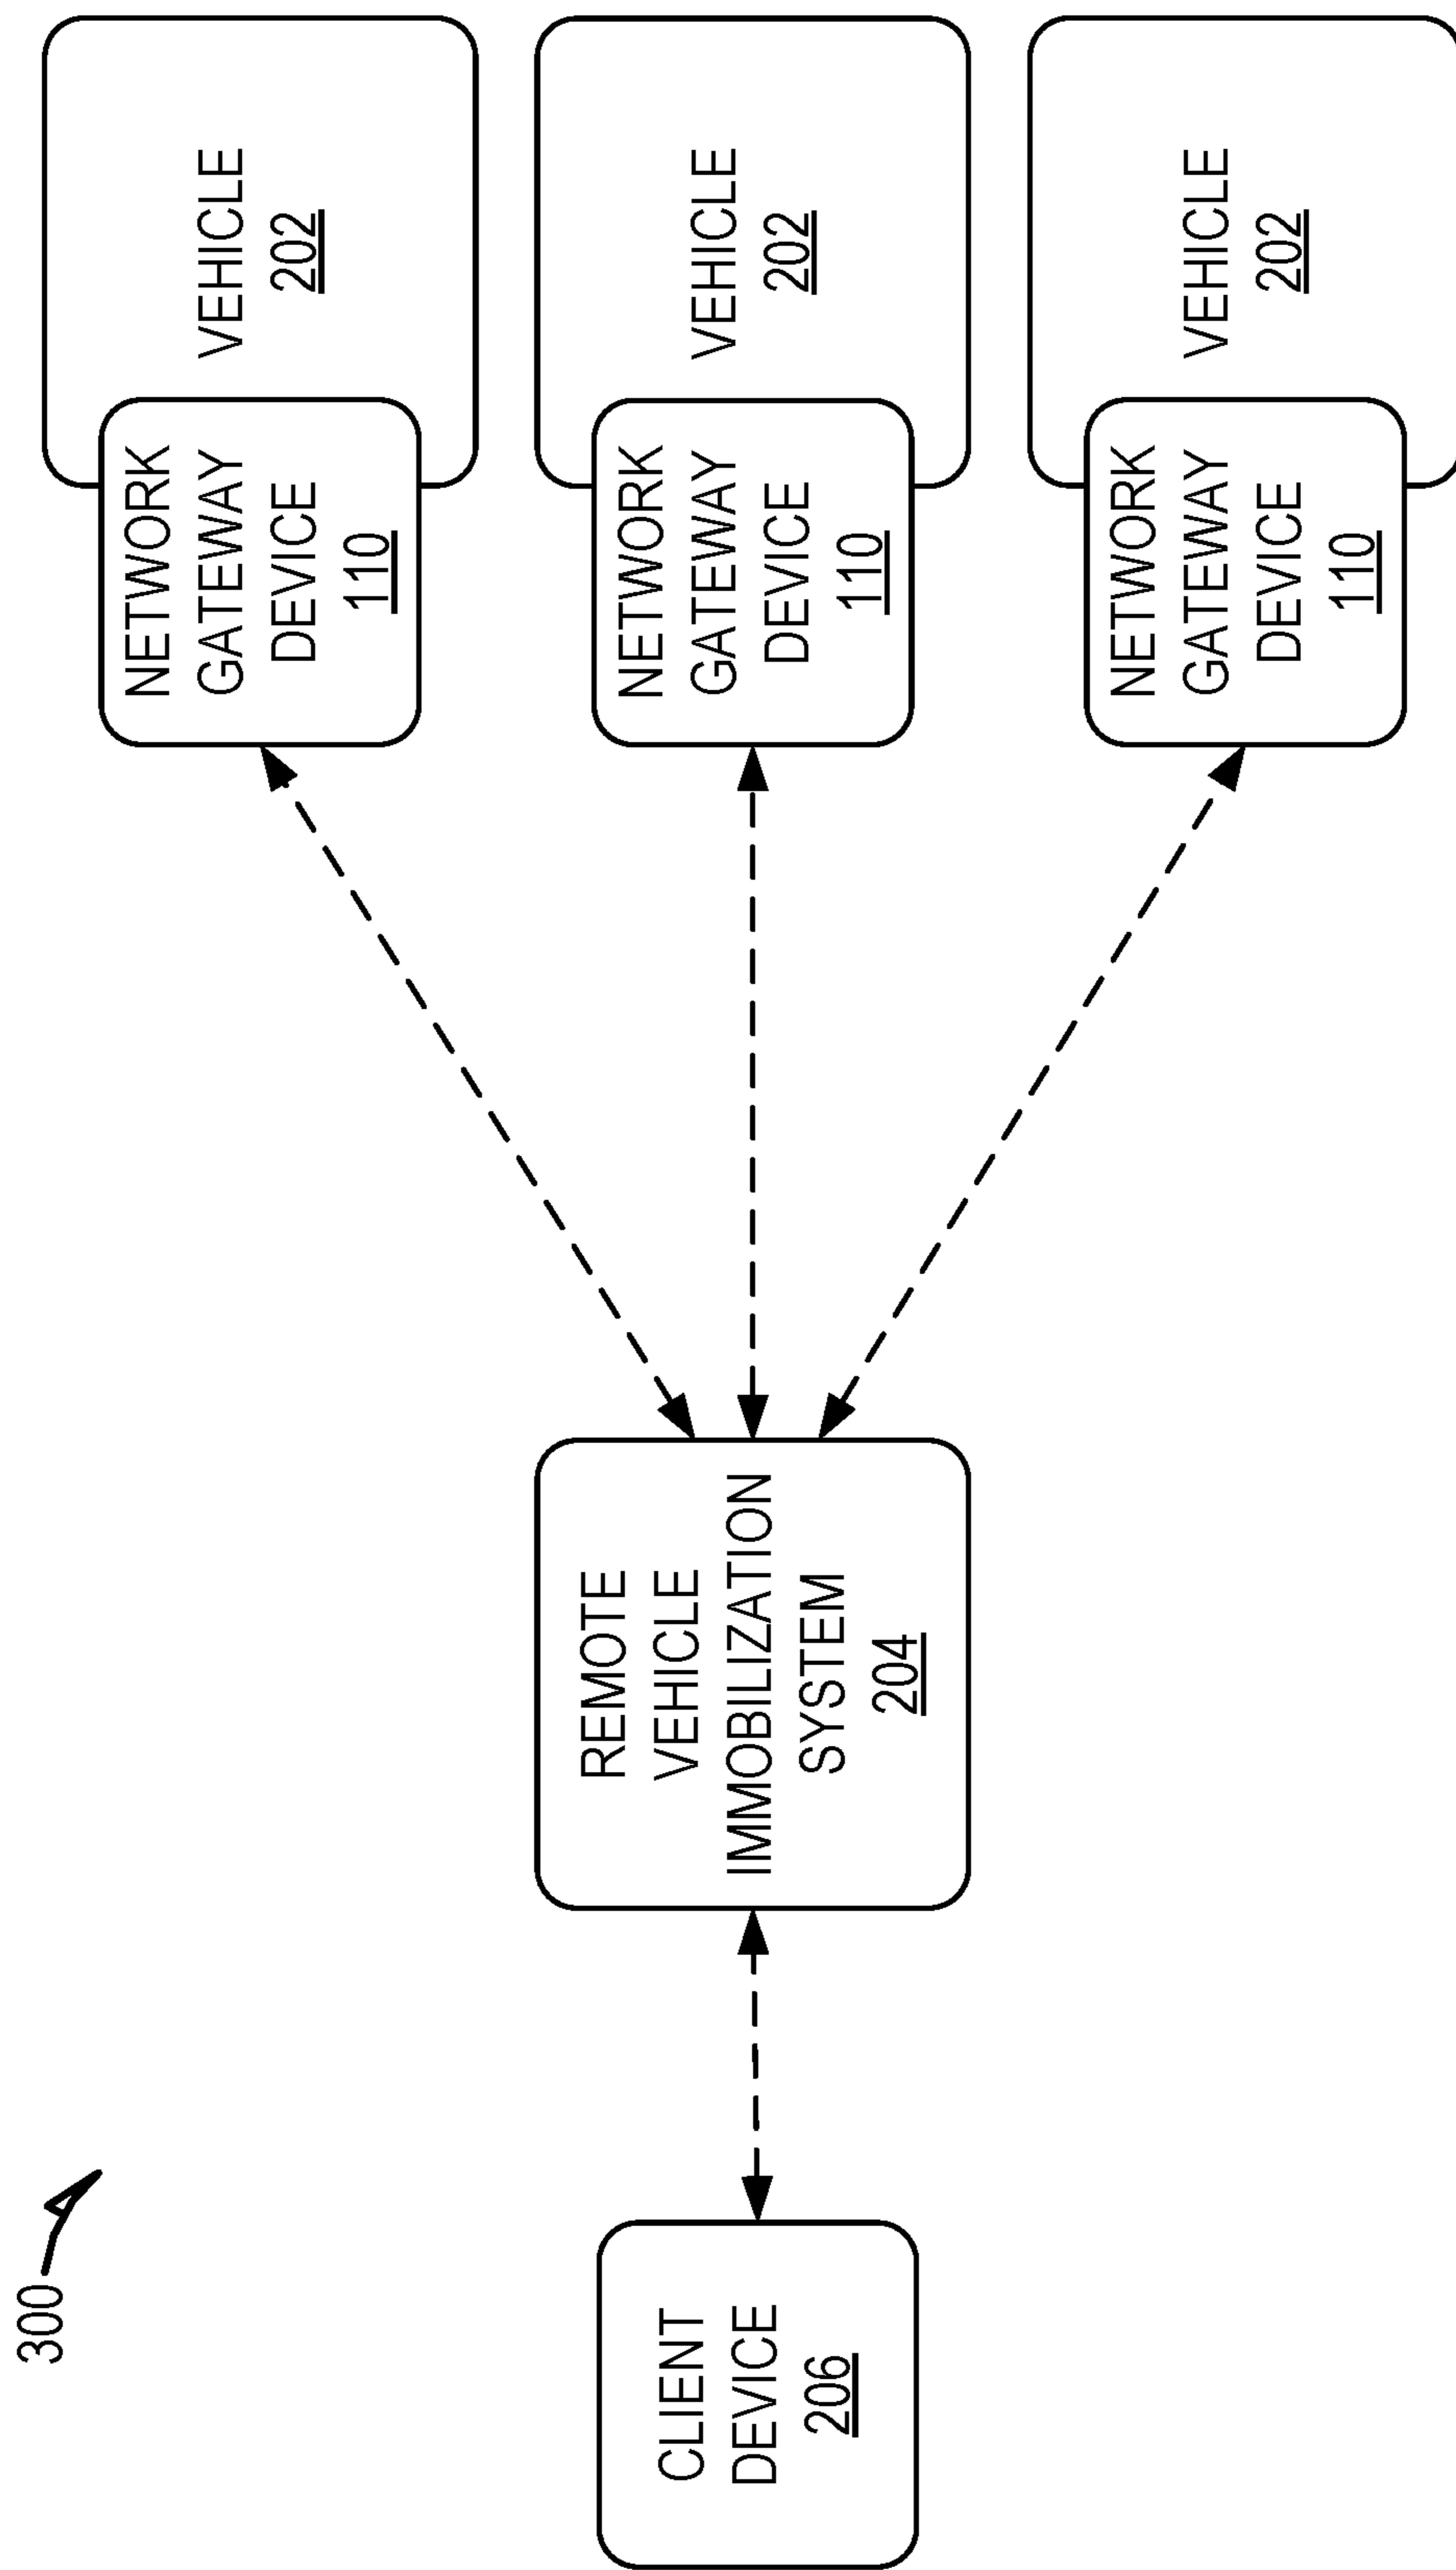 300
CLIENT
DEVICE
206
REMOTE
VEHICLE
IMMOBILIZATION
SYSTEM
204
NETWORK
GATEWAY
DEVICE
110
VEHICLE
202
NETWORK
GATEWAY
DEVICE
110
VEHICLE
202
NETWORK
GATEWAY
DEVICE
110
VEHICLE
202